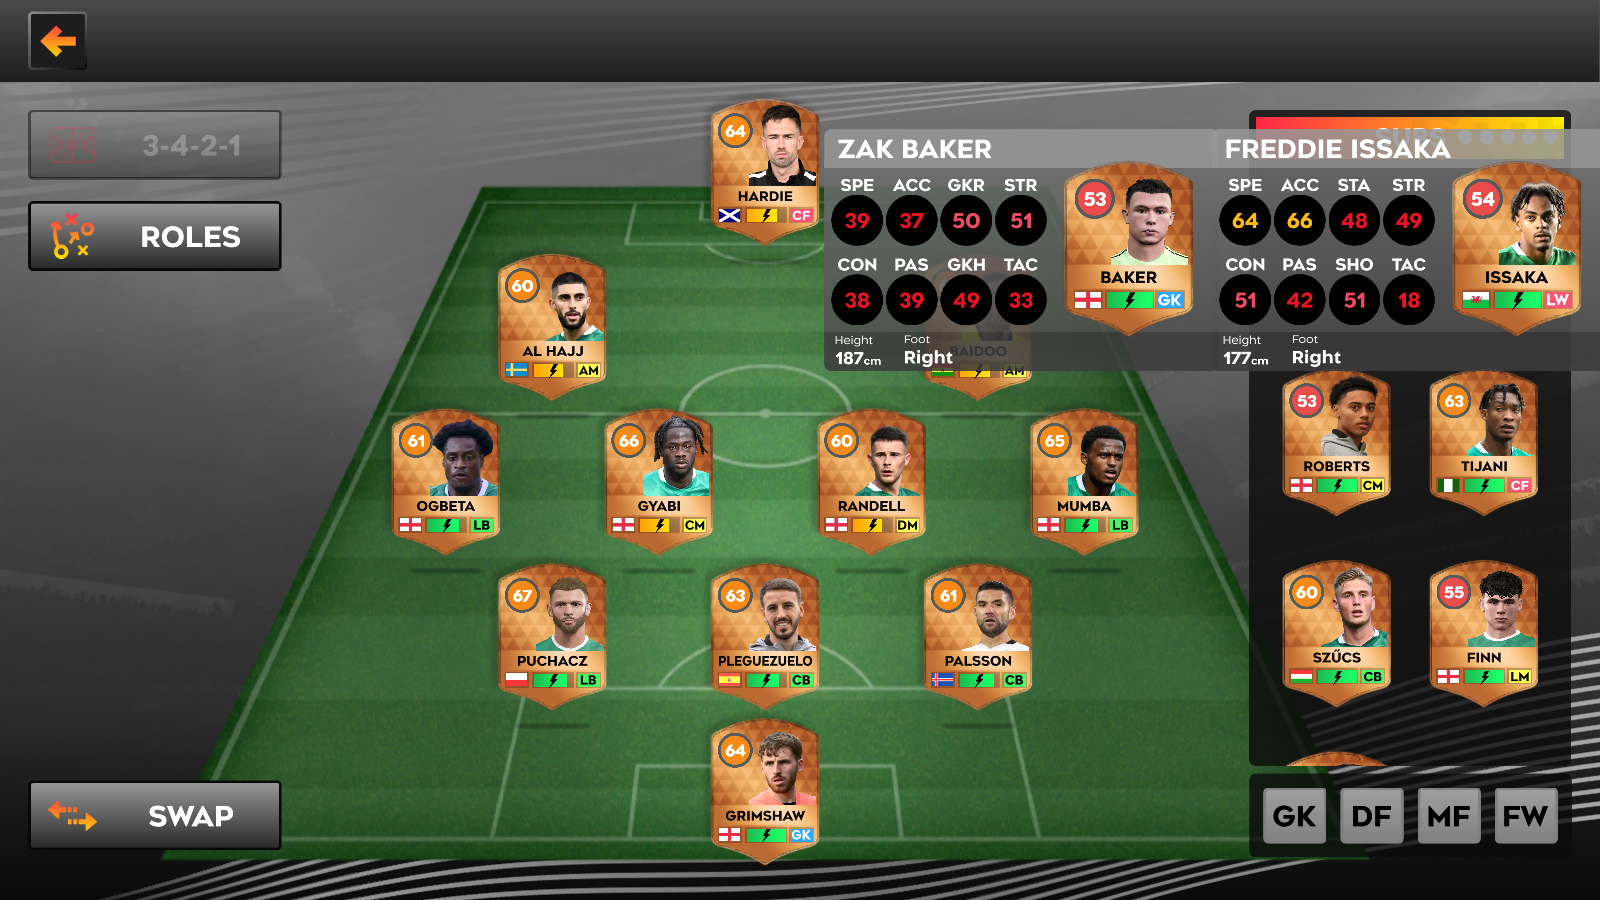 3-4-2-1
ROLES
SWAP
64
HARDIE
CF
60
AL HAJJ
AM
BAIDOO
AM
61
OGBETA
LB
66
GYABI
CM
60
RANDELL
DM
65
MUMBA
LB
67
PUCHACZ
LB
63
PLEGUEZUELO
CB
61
PALSSON
CB
64
GRIMSHAW
GK
ZAK BAKER
SPE ACC GKR STR
39 37 50 51
CON PAS GKH TAC
38 39 49 33
Height Foot
187cm Right
53
BAKER
GK
SUBS
FREDDIE ISSAKA
SPE ACC STA STR
64 66 48 49
CON PAS SHO TAC
51 42 51 18
Height Foot
177cm Right
54
ISSAKA
LW
53
ROBERTS
CM
63
TIJANI
CF
60
SZŰCS
CB
55
FINN
LM
GK DF MF FW